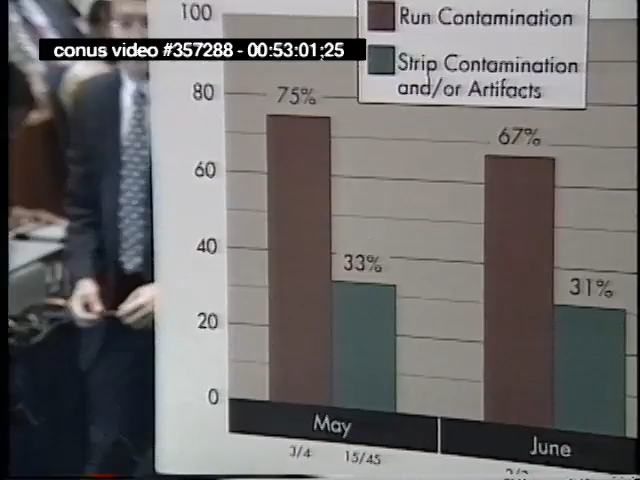 conus video #357288 - 00:53:01;25
Run Contamination
Strip Contamination
and/or Artifacts
100
80
60
40
20
0
75%
33%
67%
31%
May
June
3/4
15/45